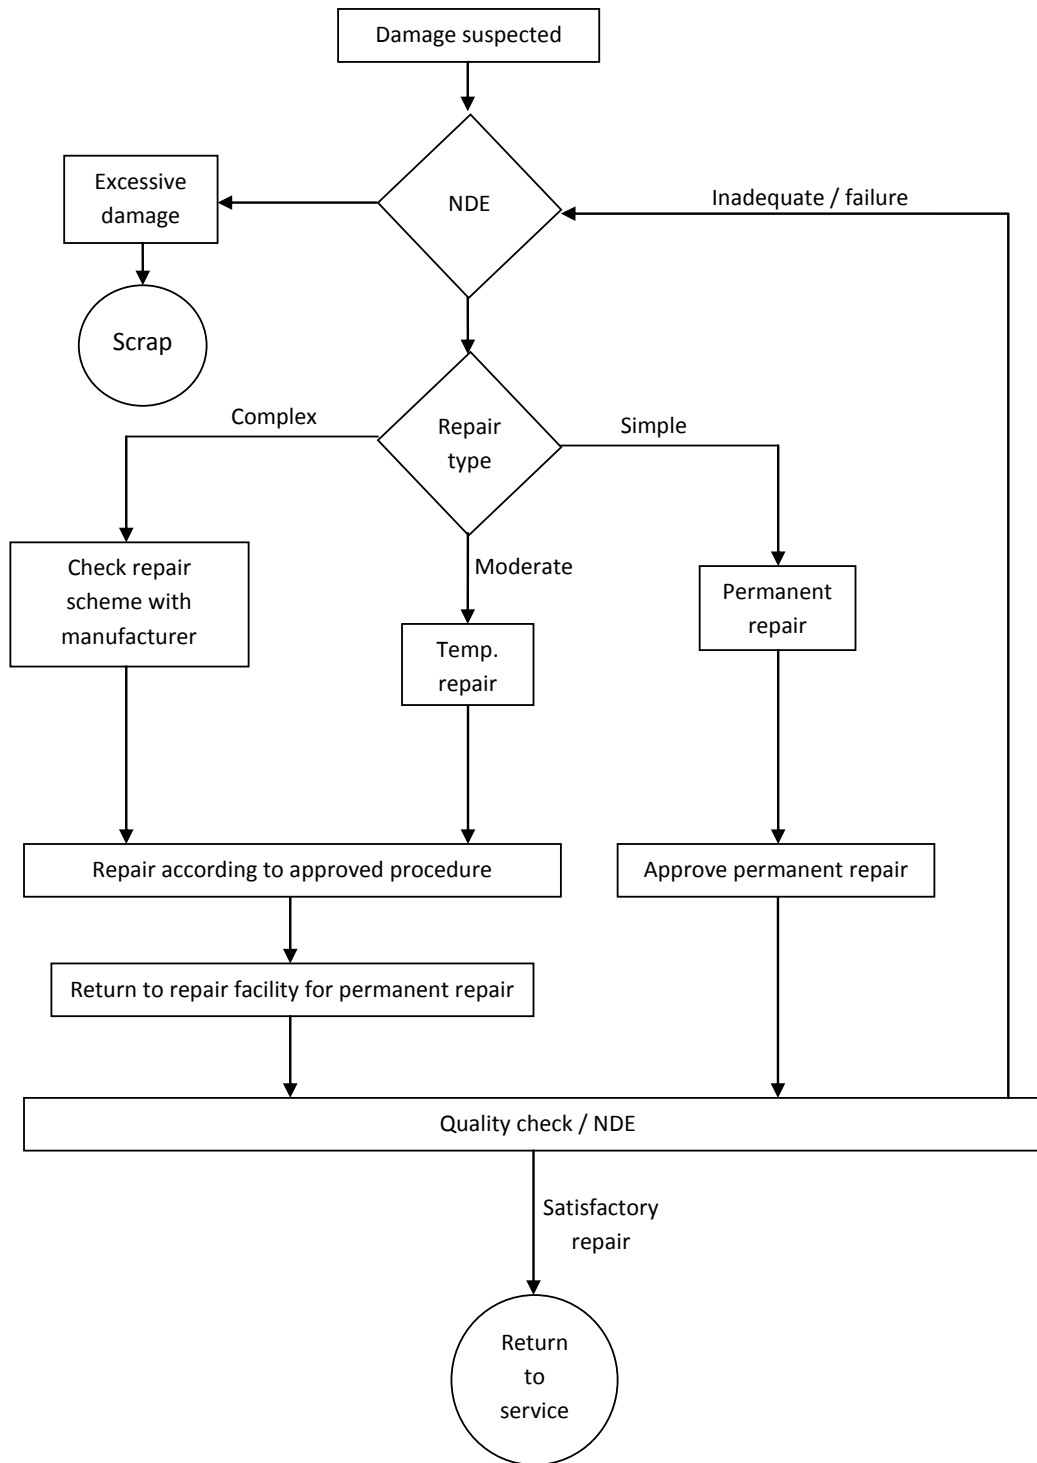 Damage suspected
Excessive
damage
NDE
Inadequate / failure
Scrap
Complex
Repair
type
Simple
Check repair
scheme with
manufacturer
Moderate
Permanent
repair
Temp.
repair
Repair according to approved procedure
Approve permanent repair
Return to repair facility for permanent repair
Quality check / NDE
Satisfactory
repair
Return
to
service